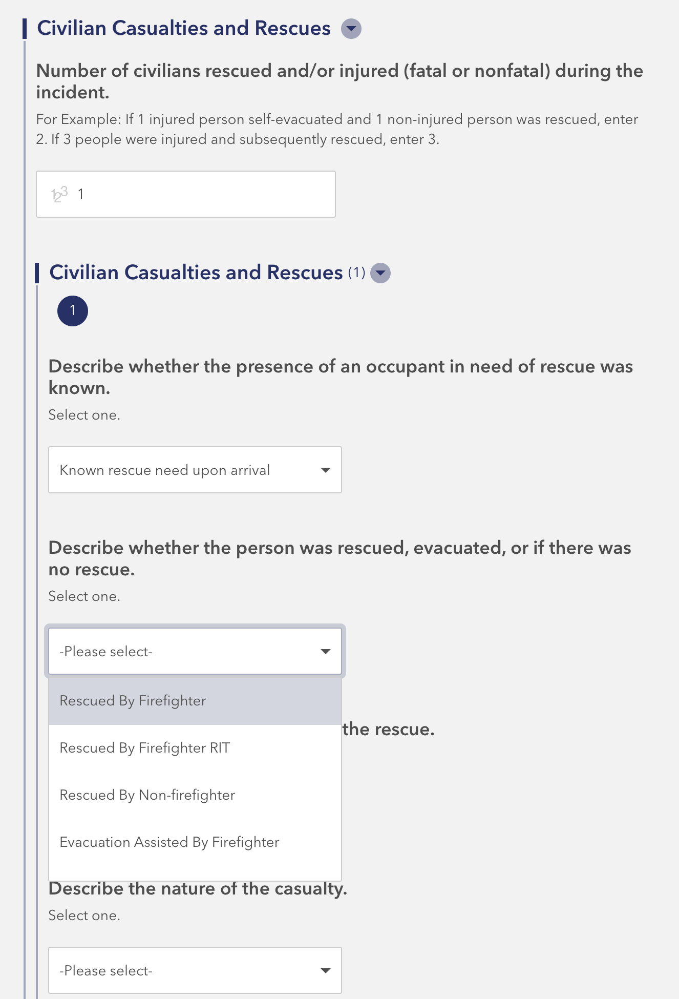 Civilian Casualties and Rescues
Number of civilians rescued and/or injured (fatal or nonfatal) during the
incident.
For Example: If 1 injured person self-evacuated and 1 non-injured person was rescued, enter
2. If 3 people were injured and subsequently rescued, enter 3.
123 1
Civilian Casualties and Rescues (1)
1
Describe whether the presence of an occupant in need of rescue was
known.
Select one.
Known rescue need upon arrival
Describe whether the person was rescued, evacuated, or if there was
no rescue.
Select one.
-Please select-
Rescued By Firefighter
the rescue.
Rescued By Firefighter RIT
Rescued By Non-firefighter
Evacuation Assisted By Firefighter
Describe the nature of the casualty.
Select one.
-Please select-